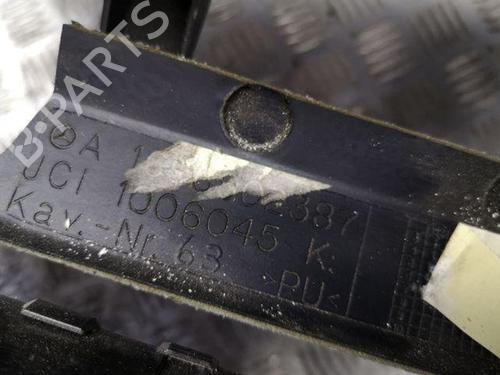 B-PARTS
JCI 1006045 K.
Kav.-Nr. 63 >PU<